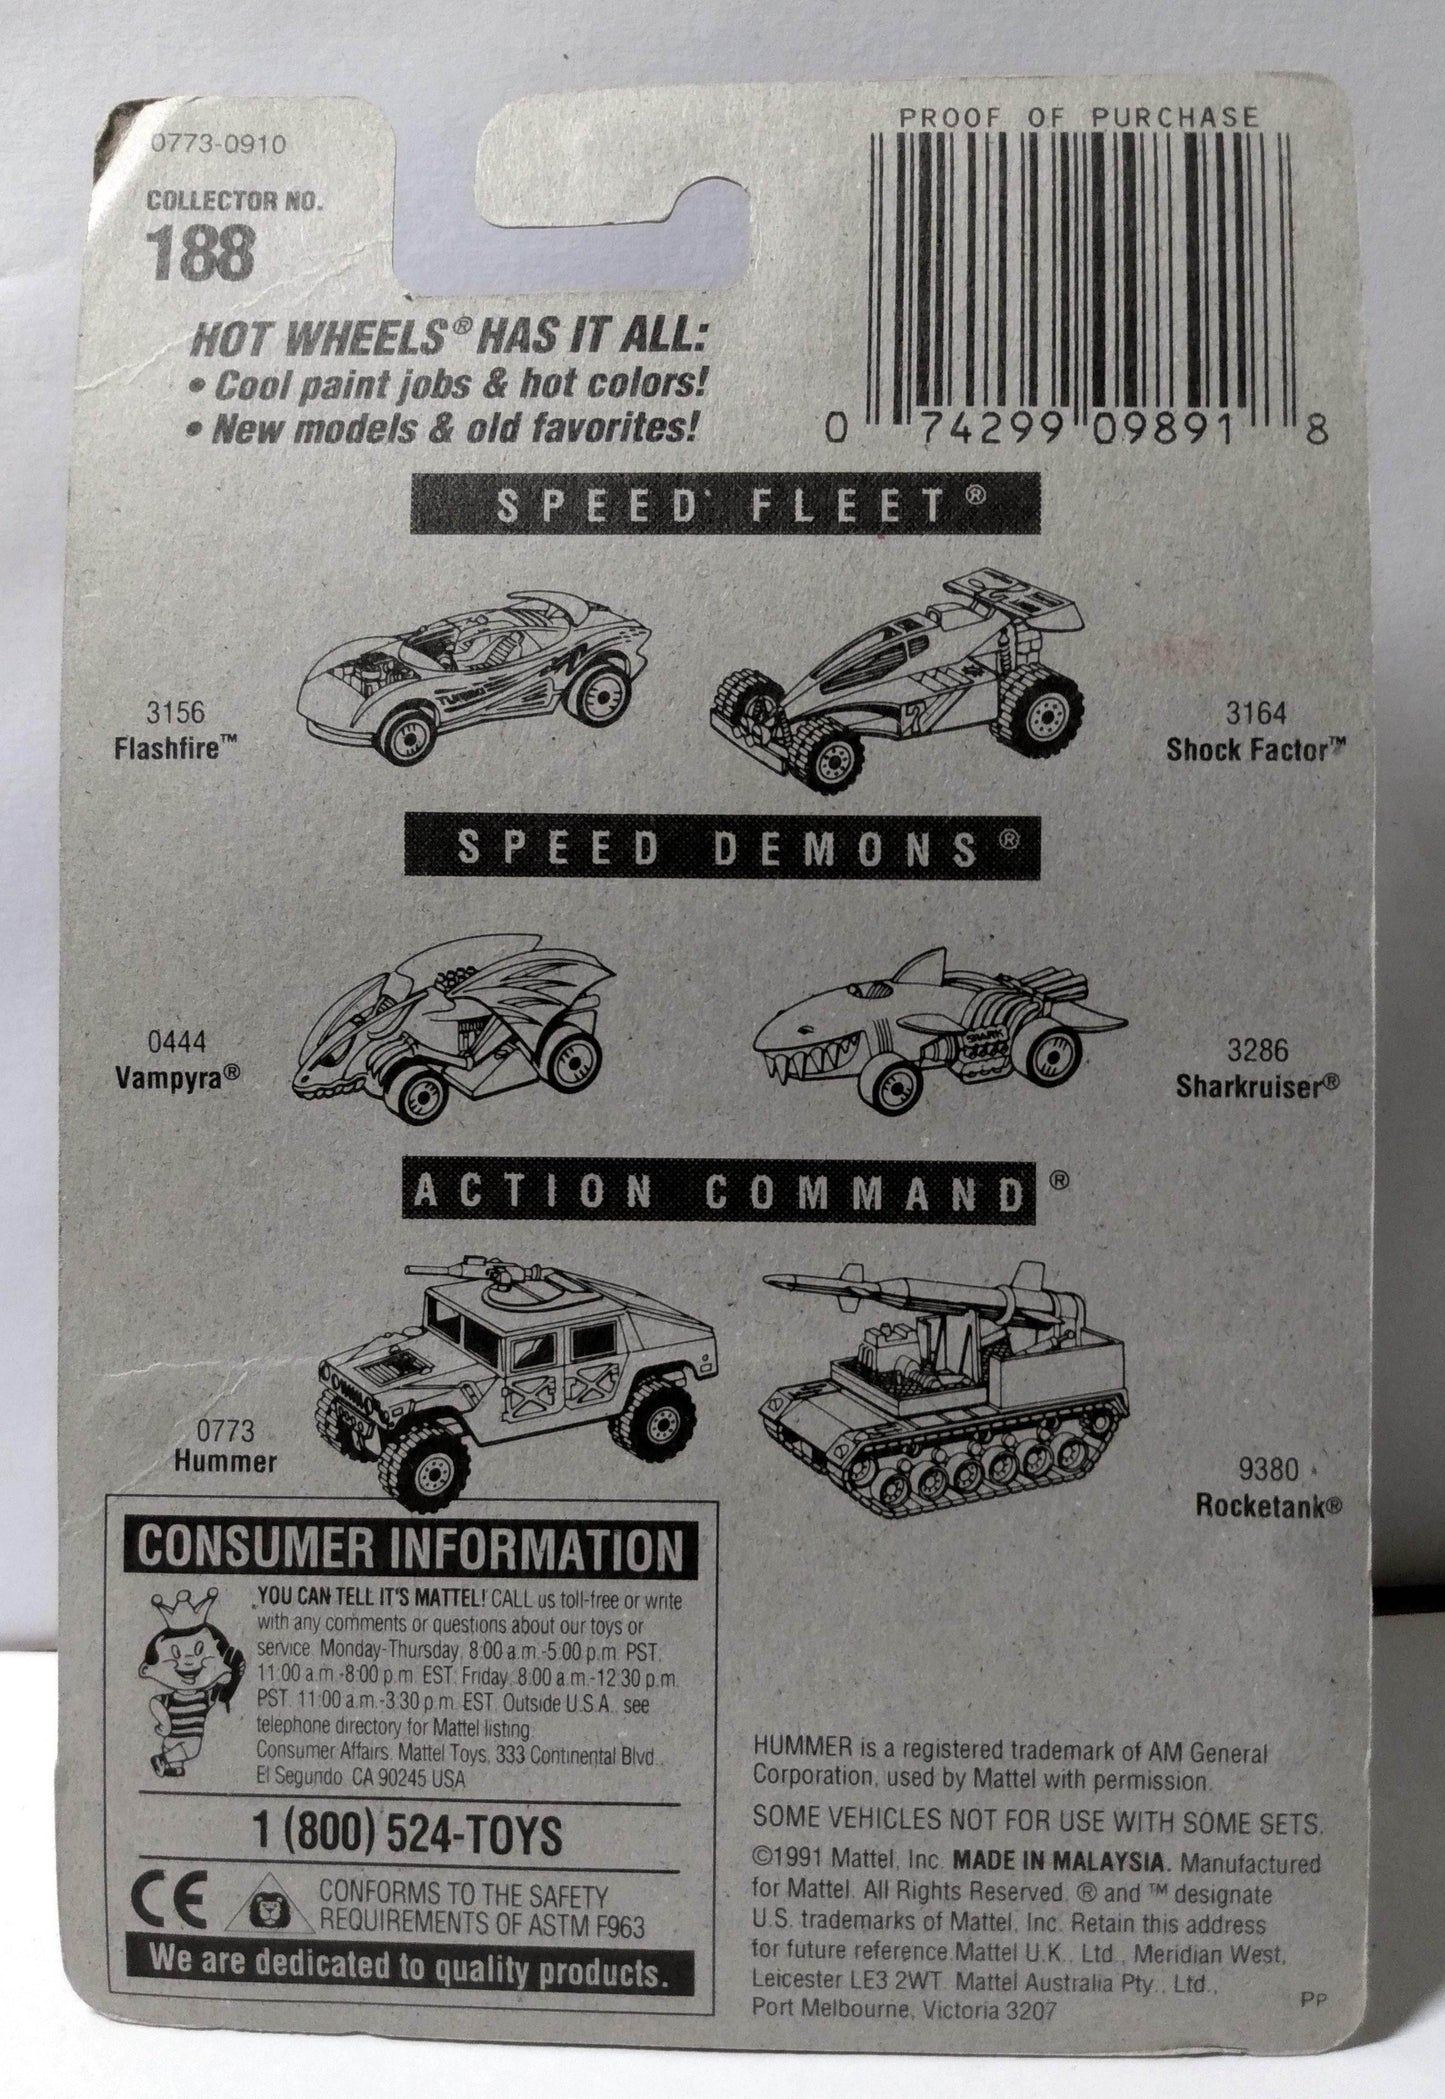 0773-0910
COLLECTOR NO.
188
PROOF OF PURCHASE
0 74299 09891 8
HOT WHEELS® HAS IT ALL:
• Cool paint jobs & hot colors!
• New models & old favorites!
SPEED FLEET®
TURBO
7
3156
Flashfire™
3164
Shock Factor™
SPEED DEMONS®
SHARK
0444
Vampyra®
3286
Sharkruiser®
ACTION COMMAND®
0773
Hummer
9380
Rocketank®
CONSUMER INFORMATION
YOU CAN TELL IT'S MATTEL! CALL us toll-free or write
with any comments or questions about our toys or
service. Monday-Thursday, 8:00 a.m.-5:00 p.m. PST,
11:00 a.m.-8:00 p.m. EST. Friday, 8:00 a.m.-12:30 p.m.
PST, 11:00 a.m.-3:30 p.m. EST. Outside U.S.A., see
telephone directory for Mattel listing.
Consumer Affairs, Mattel Toys, 333 Continental Blvd.,
El Segundo, CA 90245 USA
1 (800) 524-TOYS
CE
CONFORMS TO THE SAFETY
REQUIREMENTS OF ASTM F963
We are dedicated to quality products.
HUMMER is a registered trademark of AM General
Corporation, used by Mattel with permission.
SOME VEHICLES NOT FOR USE WITH SOME SETS.
©1991 Mattel, Inc. MADE IN MALAYSIA. Manufactured
for Mattel. All Rights Reserved. ® and ™ designate
U.S. trademarks of Mattel, Inc. Retain this address
for future reference. Mattel U.K., Ltd., Meridian West,
Leicester LE3 2WT. Mattel Australia Pty., Ltd.,
Port Melbourne, Victoria 3207
PP